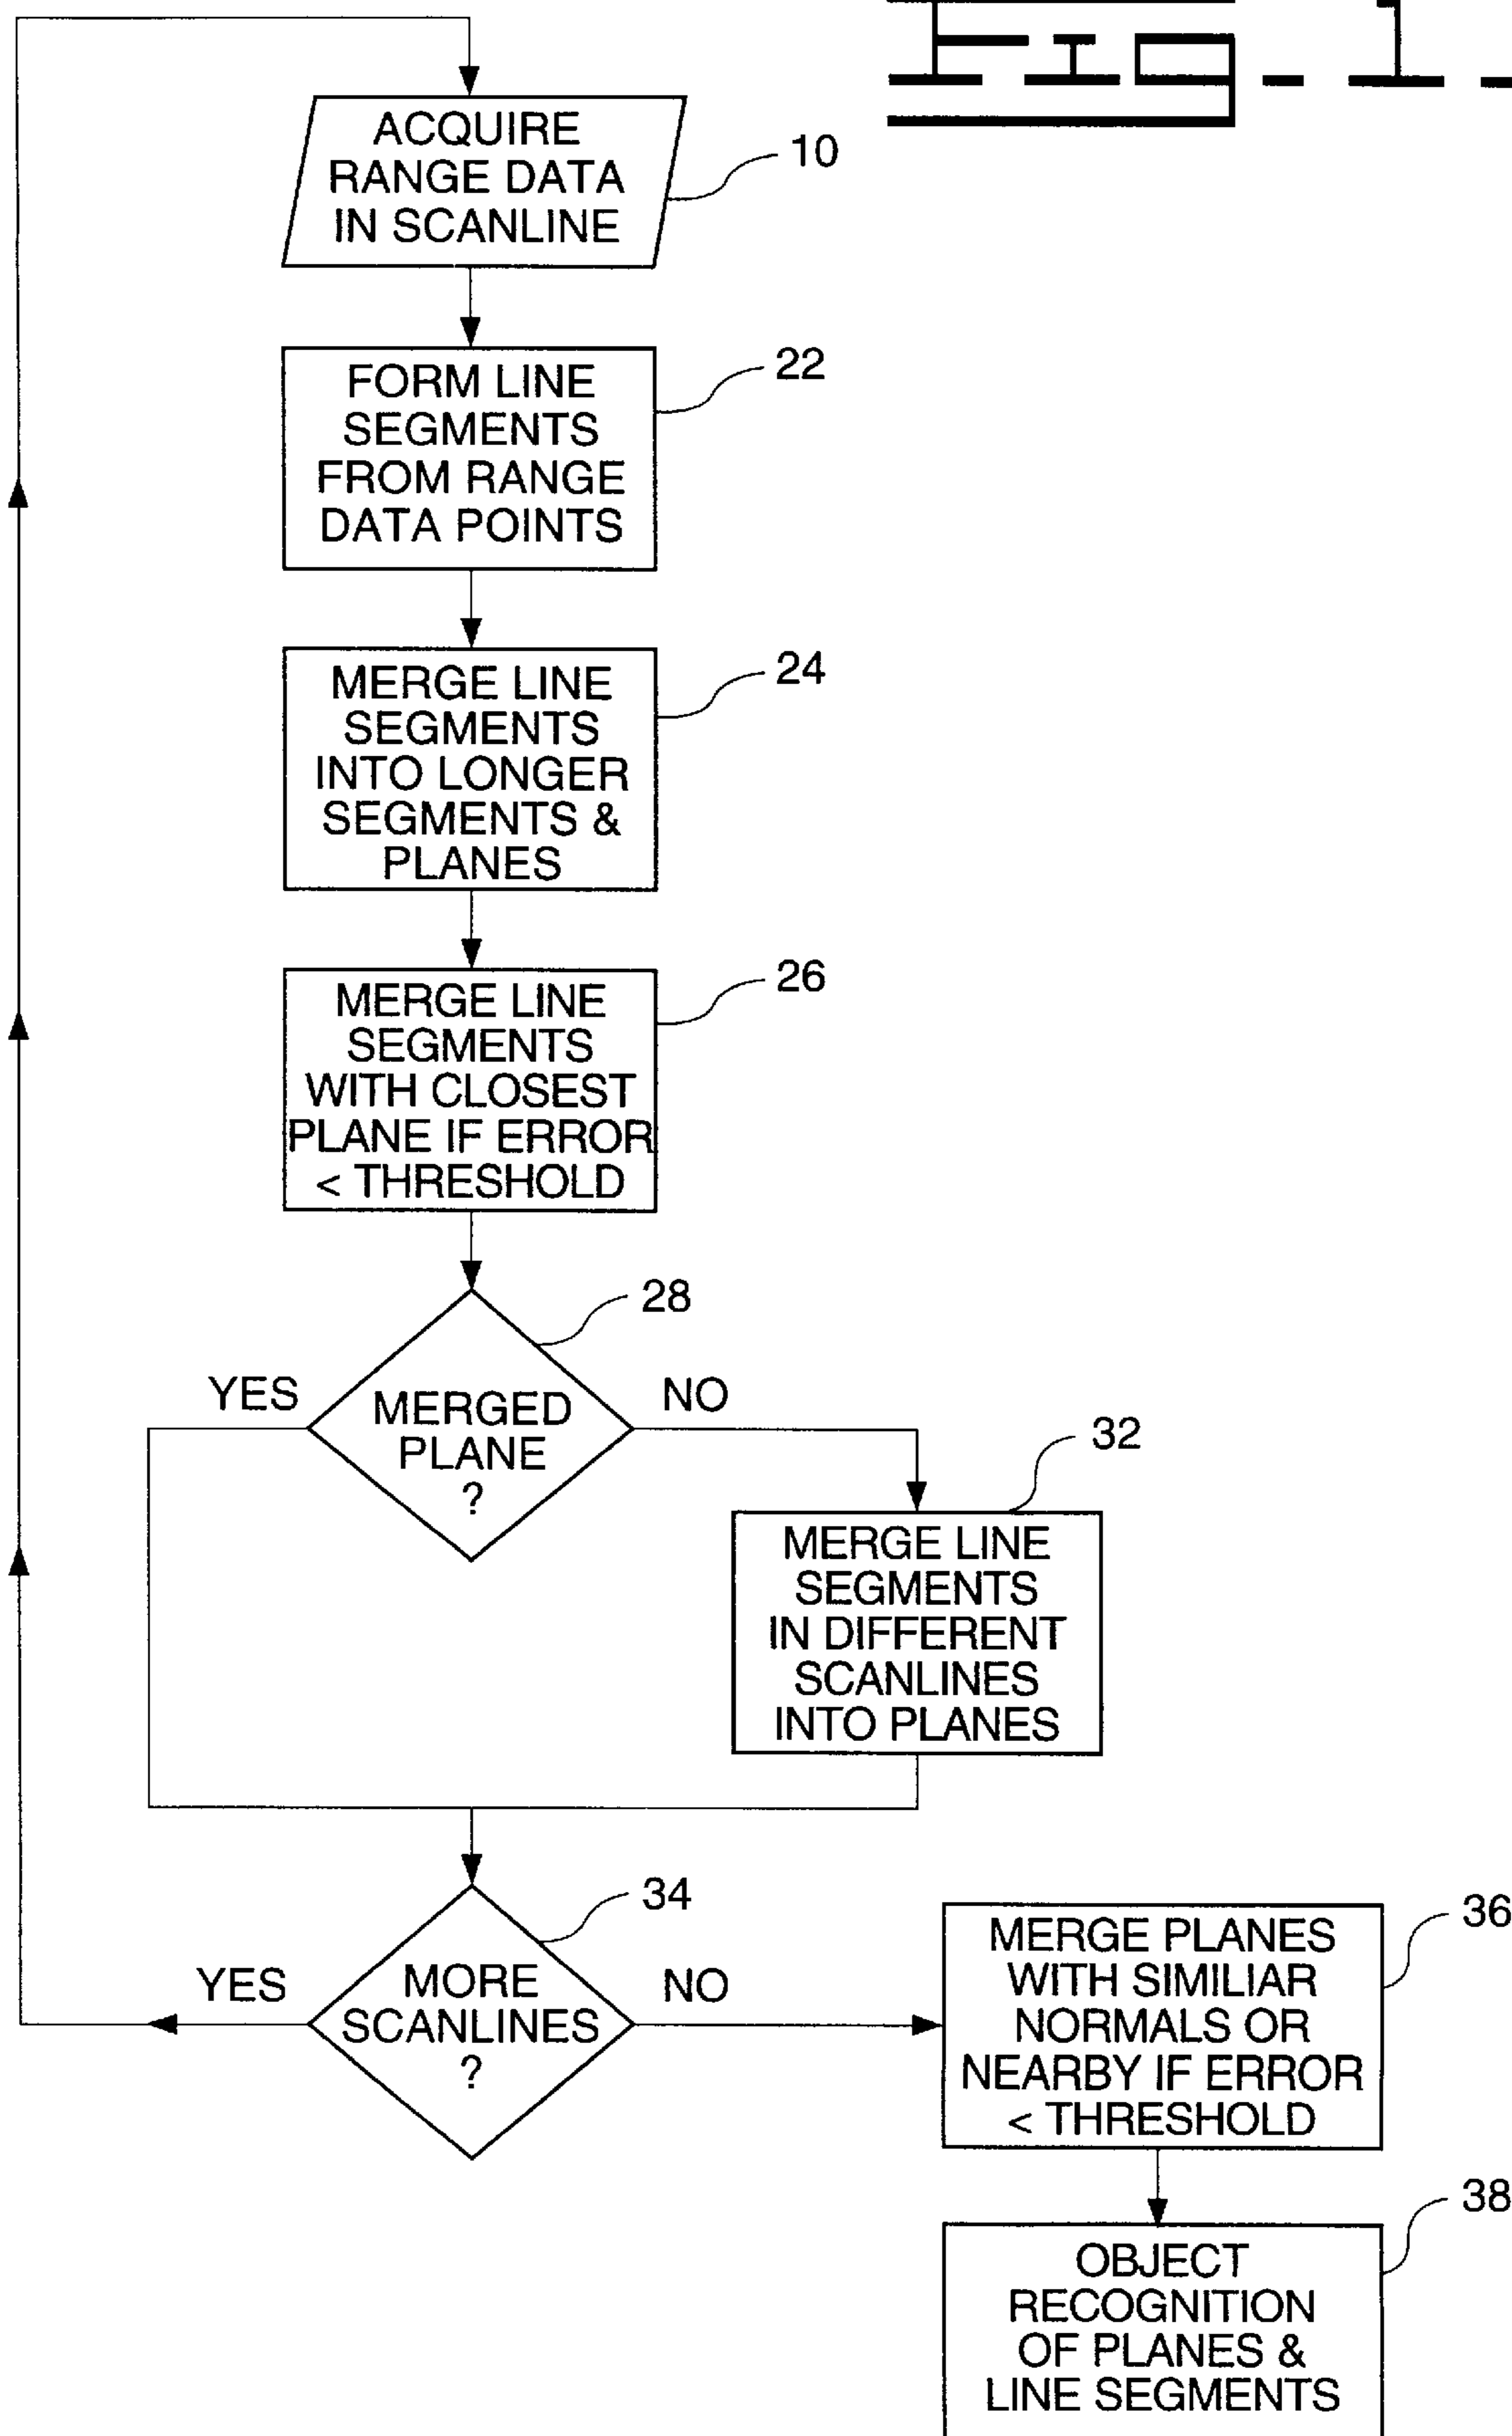 ACQUIRE
RANGE DATA
IN SCANLINE
10
FORM LINE
SEGMENTS
FROM RANGE
DATA POINTS
22
MERGE LINE
SEGMENTS
INTO LONGER
SEGMENTS &
PLANES
24
MERGE LINE
SEGMENTS
WITH CLOSEST
PLANE IF ERROR
< THRESHOLD
26
28
YES
MERGED
PLANE
?
NO
32
MERGE LINE
SEGMENTS
IN DIFFERENT
SCANLINES
INTO PLANES
34
YES
MORE
SCANLINES
?
NO
36
MERGE PLANES
WITH SIMILIAR
NORMALS OR
NEARBY IF ERROR
< THRESHOLD
38
OBJECT
RECOGNITION
OF PLANES &
LINE SEGMENTS